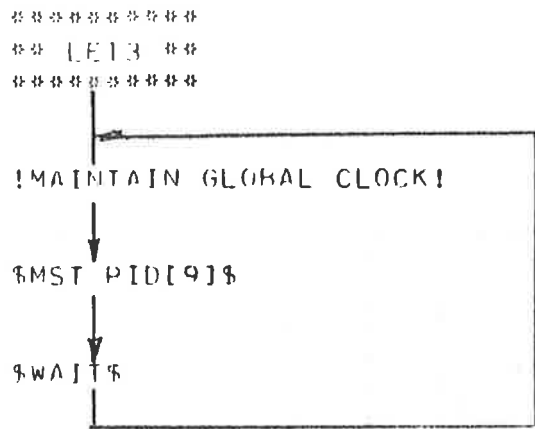 **********
** LE13 **
**********
!MAINTAIN GLOBAL CLOCK!
$MST PID[9]$
$WAIT$